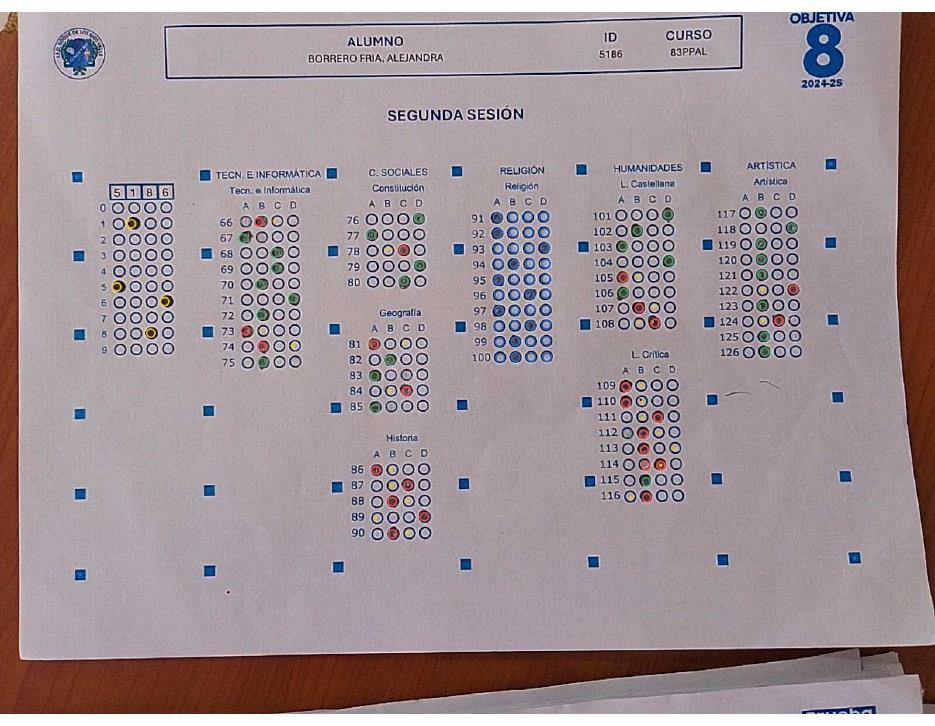 OBJETIVA
8
2024-2S
ALUMNO
BORRERO FRIA, ALEJANDRA
ID
5186
CURSO
83PPAL
SEGUNDA SESIÓN
5 1 8 6
0
1
2
3
4
5
6
7
8
9
TECN. E INFORMÁTICA
Tecn. e Informática
A B C D
66
67
68
69
70
71
72
73
74
75
C. SOCIALES
Constitución
A B C D
76
77
78
79
80
Geografía
A B C D
81
82
83
84
85
Historia
A B C D
86
87
88
89
90
RELIGIÓN
Religión
A B C D
91
92
93
94
95
96
97
98
99
100
HUMANIDADES
L. Castellana
A B C D
101
102
103
104
105
106
107
108
L. Crítica
A B C D
109
110
111
112
113
114
115
116
ARTÍSTICA
Artística
A B C D
117
118
119
120
121
122
123
124
125
126
Prueba